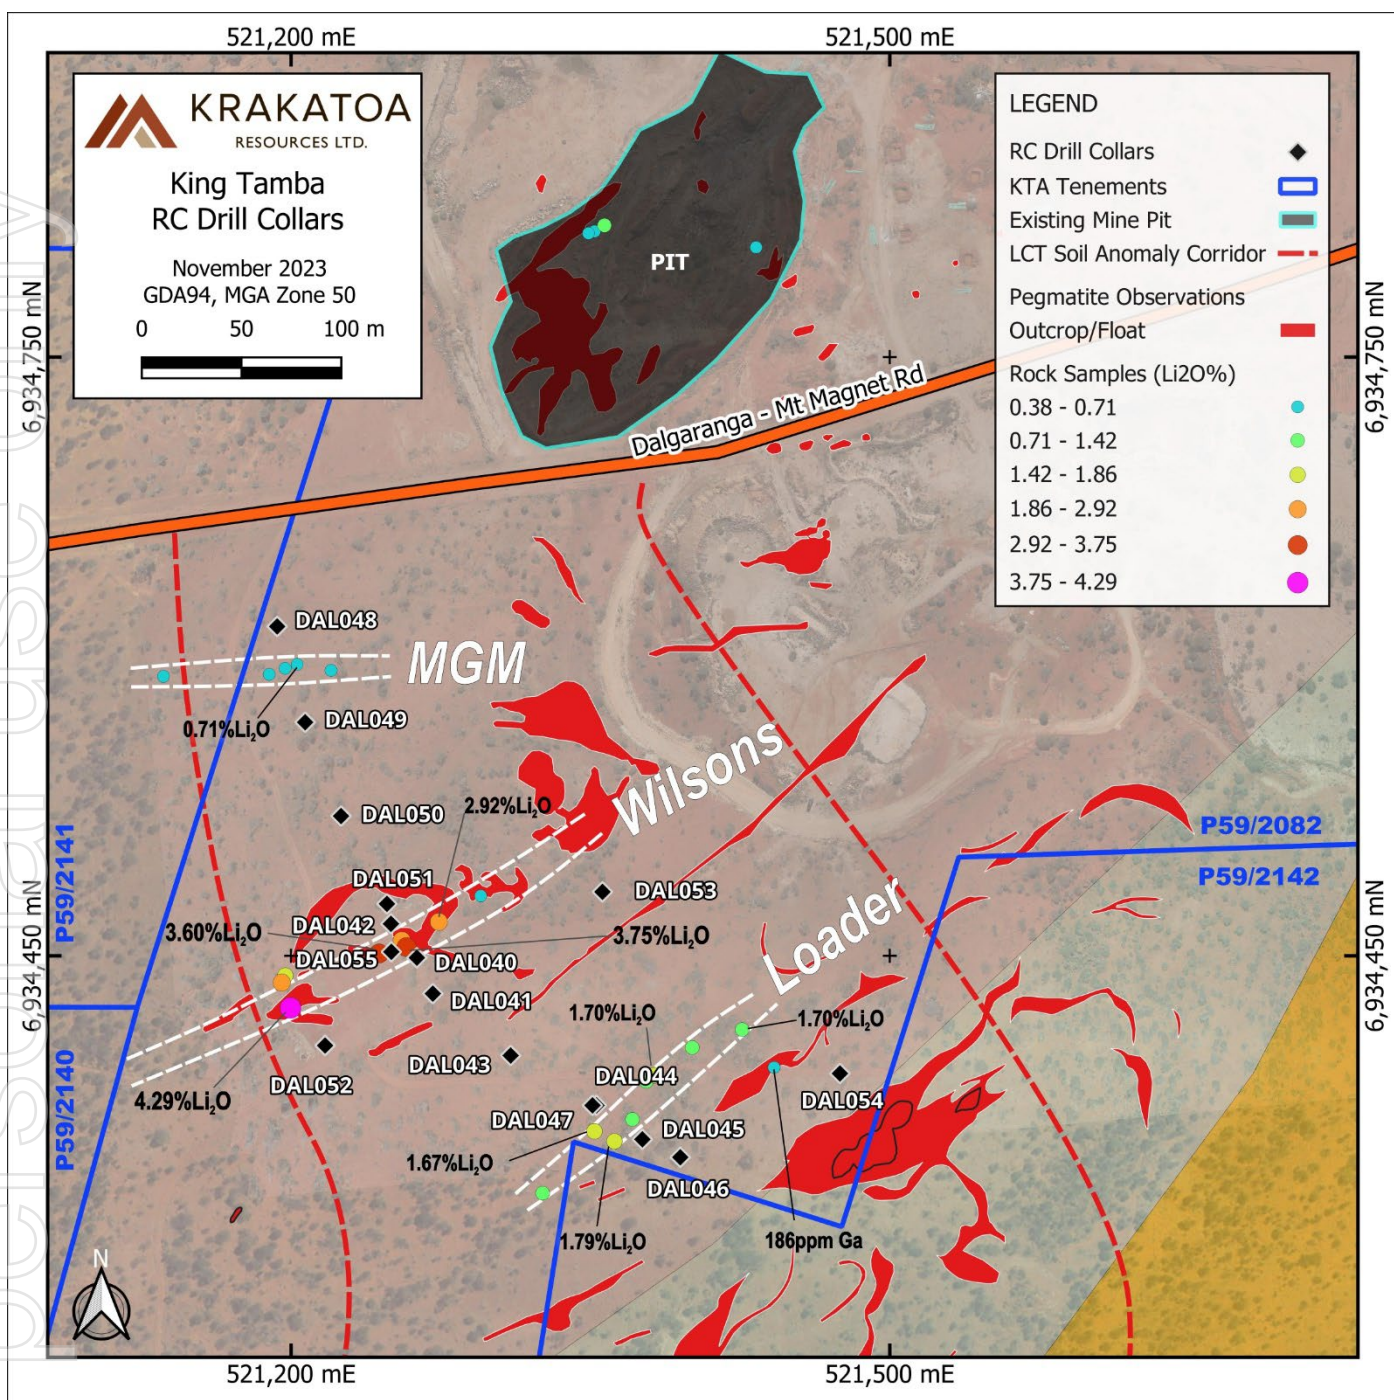 521,200 mE
521,500 mE
KRAKATOA
RESOURCES LTD.
King Tamba
RC Drill Collars
November 2023
GDA94, MGA Zone 50
0 50 100 m
LEGEND
RC Drill Collars
KTA Tenements
Existing Mine Pit
LCT Soil Anomaly Corridor
Pegmatite Observations
Outcrop/Float
Rock Samples (Li2O%)
0.38 - 0.71
0.71 - 1.42
1.42 - 1.86
1.86 - 2.92
2.92 - 3.75
3.75 - 4.29
PIT
6,934,750 mN
6,934,750 mN
Dalgaranga - Mt Magnet Rd
DAL048
MGM
0.71%Li₂O
DAL049
Wilsons
2.92%Li₂O
DAL050
P59/2082
P59/2142
P59/2141
DAL051
DAL053
DAL042
3.60%Li₂O
3.75%Li₂O
DAL055
DAL040
Loader
6,934,450 mN
6,934,450 mN
DAL041
1.70%Li₂O
1.70%Li₂O
DAL043
DAL044
DAL052
4.29%Li₂O
DAL054
P59/2140
DAL047
DAL045
1.67%Li₂O
DAL046
1.79%Li₂O
186ppm Ga
N
521,200 mE
521,500 mE